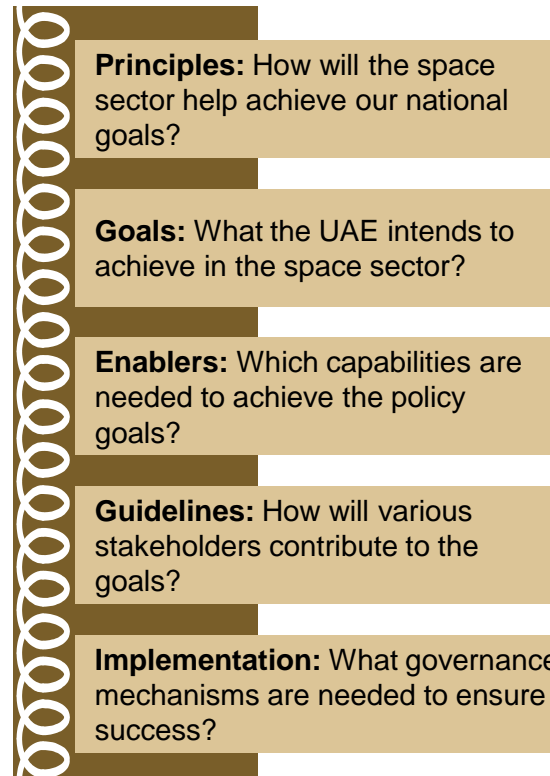 Principles: How will the space
sector help achieve our national
goals?
Goals: What the UAE intends to
achieve in the space sector?
Enablers: Which capabilities are
needed to achieve the policy
goals?
Guidelines: How will various
stakeholders contribute to the
goals?
Implementation: What governance
mechanisms are needed to ensure
success?